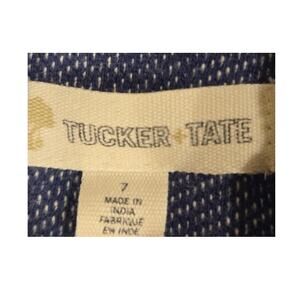 TUCKER + TATE
7
MADE IN
INDIA
FABRIQUE
EN INDE